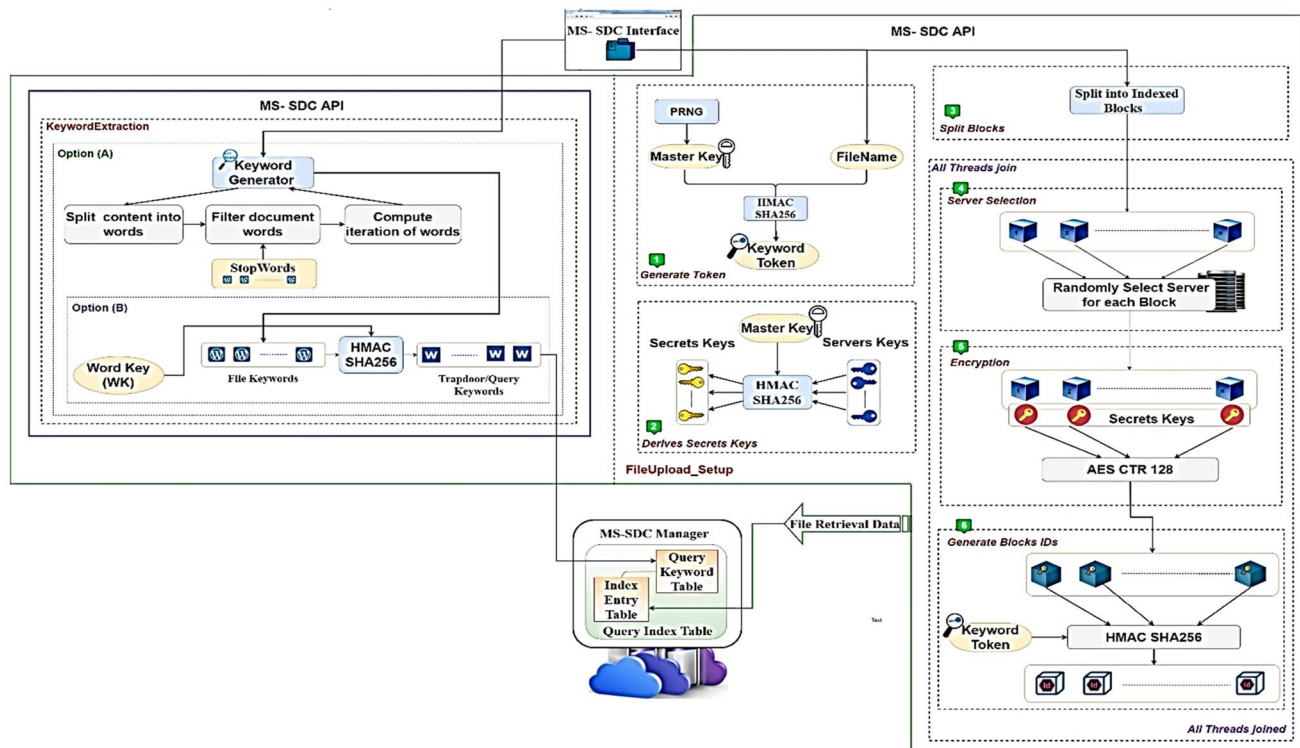 MS- SDC Interface
MS- SDC API
MS- SDC API
KeywordExtraction
Option (A)
Keyword
Generator
Split content into
words
Filter document
words
Compute
iteration of words
StopWords
Option (B)
Word Key
(WK)
File Keywords
HMAC
SHA256
Trapdoor/Query
Keywords
PRNG
Master Key
FileName
HMAC
SHA256
Keyword
Token
1
Generate Token
Master Key
Secrets Keys
Servers Keys
HMAC
SHA256
2
Derives Secrets Keys
FileUpload_Setup
Split into Indexed
Blocks
3
Split Blocks
All Threads join
4
Server Selection
Randomly Select Server
for each Block
5
Encryption
Secrets Keys
AES CTR 128
6
Generate Blocks IDs
Keyword
Token
HMAC SHA256
Id Id Id
All Threads joined
File Retrieval Data
MS-SDC Manager
Query
Keyword
Table
Index
Entry
Table
Query Index Table
Text